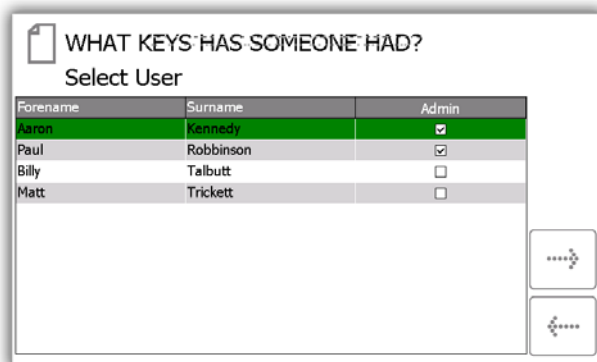 WHAT KEYS HAS SOMEONE HAD?
Select User
Forename Surname Admin
Aaron Kennedy
Paul Robbinson
Billy Talbutt
Matt Trickett